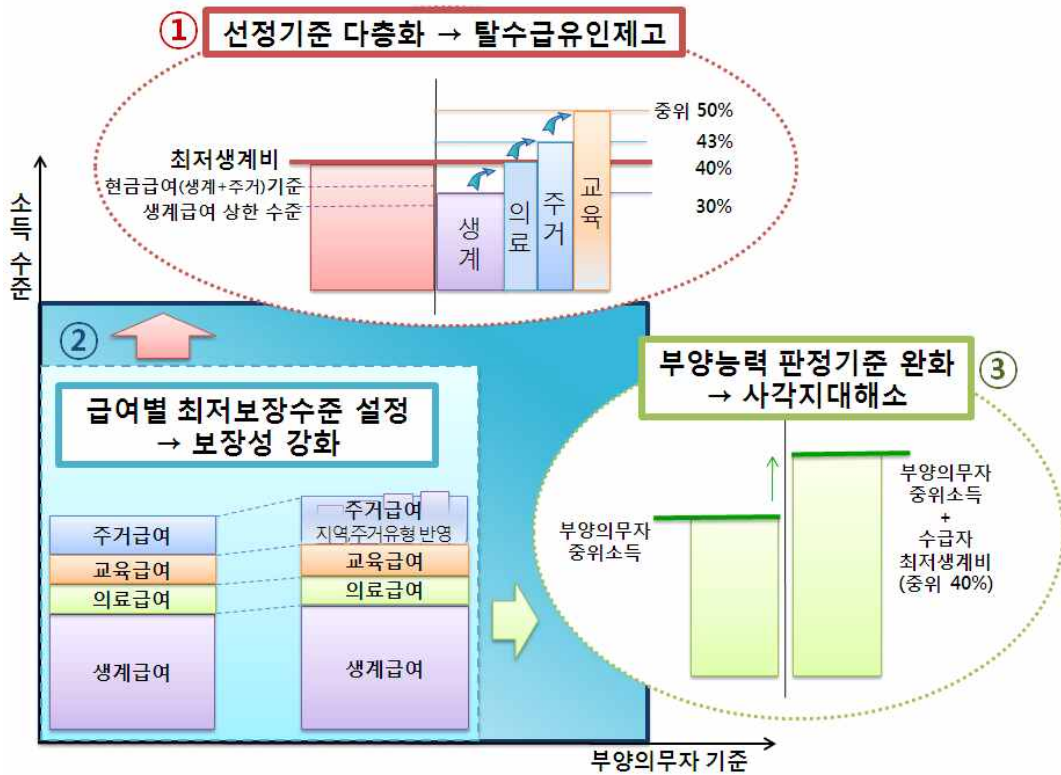 ①
선정기준 다층화 → 탈수급유인제고
중위 50%
43%
40%
30%
최저생계비
현금급여(생계+주거)기준
생계급여 상한 수준
생계
의료
주거
교육
소득 수준
②
급여별 최저보장수준 설정
→ 보장성 강화
주거급여
교육급여
의료급여
생계급여
주거급여
지역,주거유형 반영
교육급여
의료급여
생계급여
부양능력 판정기준 완화
→ 사각지대해소
③
부양의무자
중위소득
부양의무자
중위소득
+
수급자
최저생계비
(중위 40%)
부양의무자 기준